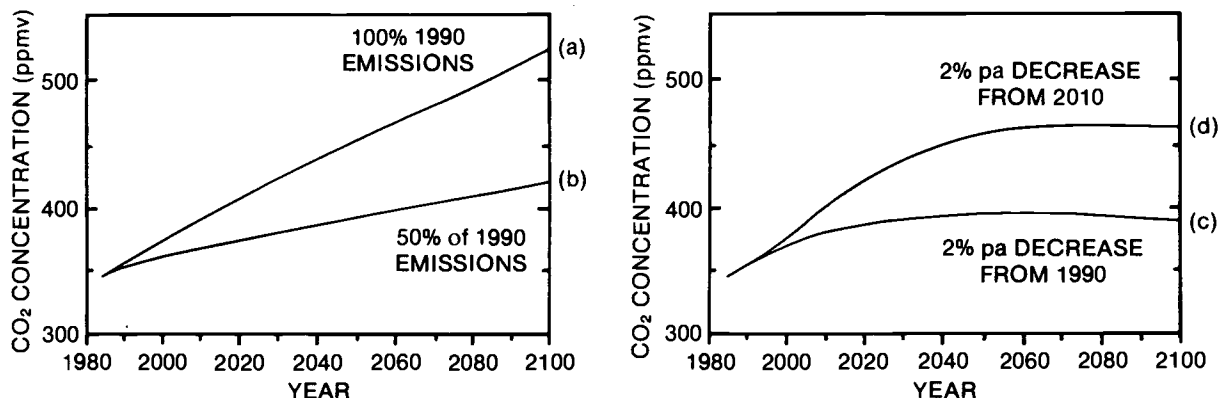 CO₂ CONCENTRATION (ppmv)
500
400
300
100% 1990
EMISSIONS
(a)
(b)
50% of 1990
EMISSIONS
1980 2000 2020 2040 2060 2080 2100
YEAR
CO₂ CONCENTRATION (ppmv)
500
400
300
2% pa DECREASE
FROM 2010
(d)
(c)
2% pa DECREASE
FROM 1990
1980 2000 2020 2040 2060 2080 2100
YEAR